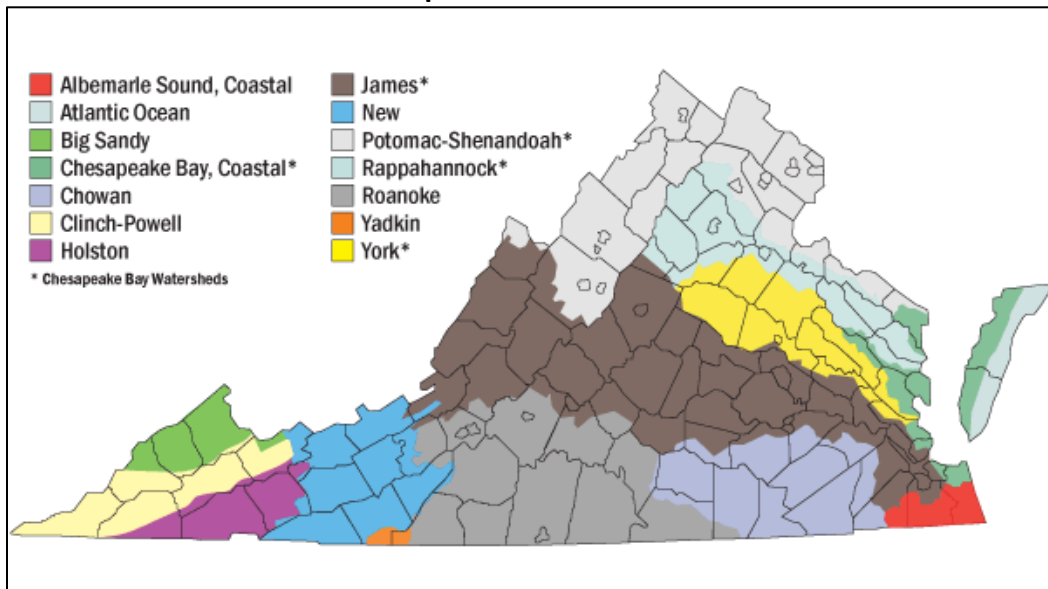 Albemarle Sound, Coastal
Atlantic Ocean
Big Sandy
Chesapeake Bay, Coastal*
Chowan
Clinch-Powell
Holston
* Chesapeake Bay Watersheds
James*
New
Potomac-Shenandoah*
Rappahannock*
Roanoke
Yadkin
York*